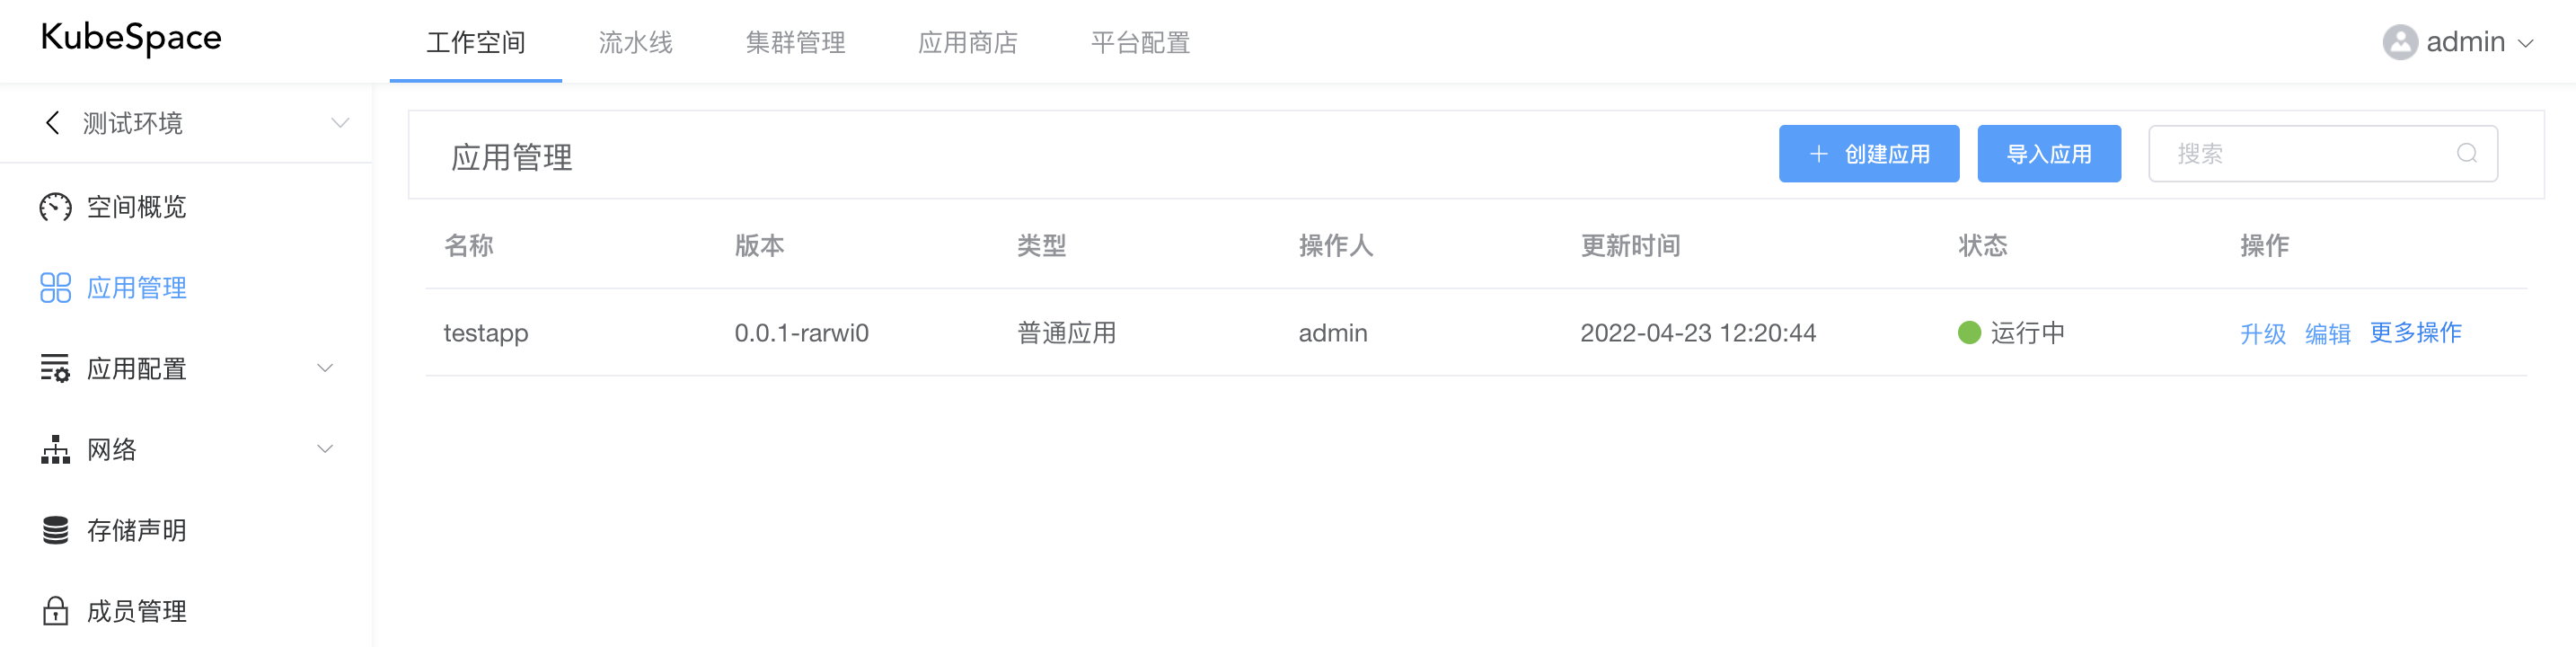 KubeSpace
工作空间 流水线 集群管理 应用商店 平台配置
admin
测试环境
空间概览
应用管理
应用配置
网络
存储声明
成员管理
应用管理
创建应用 导入应用 搜索
名称 版本 类型 操作人 更新时间 状态 操作
testapp 0.0.1-rarwi0 普通应用 admin 2022-04-23 12:20:44 运行中 升级 编辑 更多操作